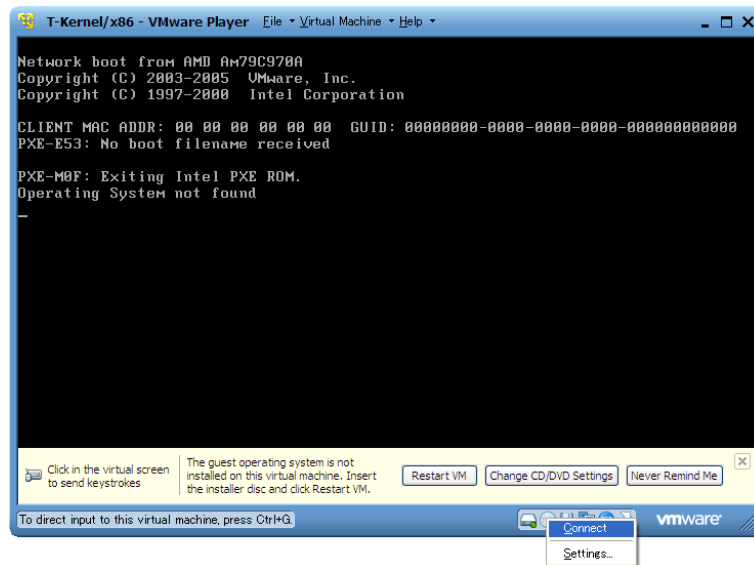 T-Kernel/x86 - VMware Player File Virtual Machine Help
Network boot from AMD Am79C970A
Copyright (C) 2003-2005 VMware, Inc.
Copyright (C) 1997-2000 Intel Corporation
CLIENT MAC ADDR: 00 00 00 00 00 00 GUID: 00000000-0000-0000-0000-000000000000
PXE-E53: No boot filename received
PXE-M0F: Exiting Intel PXE ROM.
Operating System not found
_
Click in the virtual screen
to send keystrokes
The guest operating system is not
installed on this virtual machine. Insert
the installer disc and click Restart VM.
Restart VM
Change CD/DVD Settings
Never Remind Me
To direct input to this virtual machine, press Ctrl+G.
vmware
Connect
Settings...